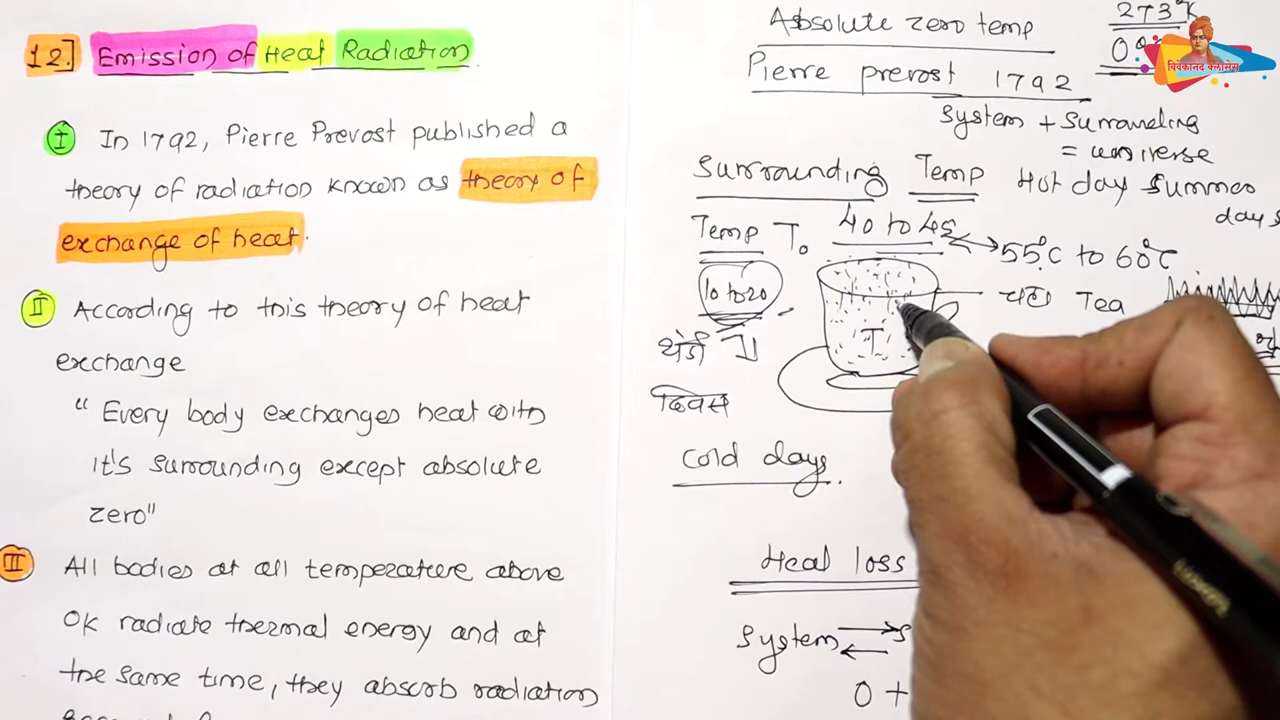 12] Emission of Heat Radiation
I In 1792, Pierre Prevost published a
theory of radiation known as theory of
exchange of heat.
II According to this theory of heat
exchange
" Every body exchanges heat with
it's surrounding except absolute
zero"
III All bodies at all temperature above
0K radiate thermal energy and at
the same time, they absorb radiation
Absolute zero temp
273°K
Pierre prevost 1792
विवेकानंद क्लासेस
System + Surrounding
= universe
Surrounding Temp Hot day Summer
day s
Temp T₀ 40 to 45
55°C to 60°C
10 to 20
चहा Tea
T
थंडी
दिवस
cold days.
Heat loss
System
0 +